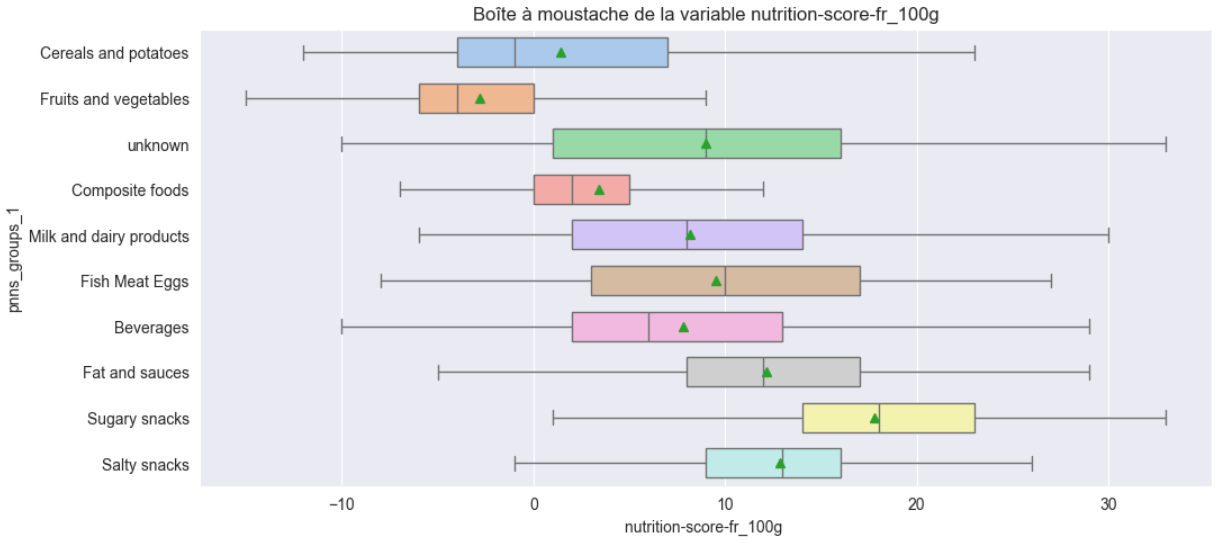 Boîte à moustache de la variable nutrition-score-fr_100g
pnns_groups_1
Cereals and potatoes
Fruits and vegetables
unknown
Composite foods
Milk and dairy products
Fish Meat Eggs
Beverages
Fat and sauces
Sugary snacks
Salty snacks
−10 0 10 20 30
nutrition-score-fr_100g